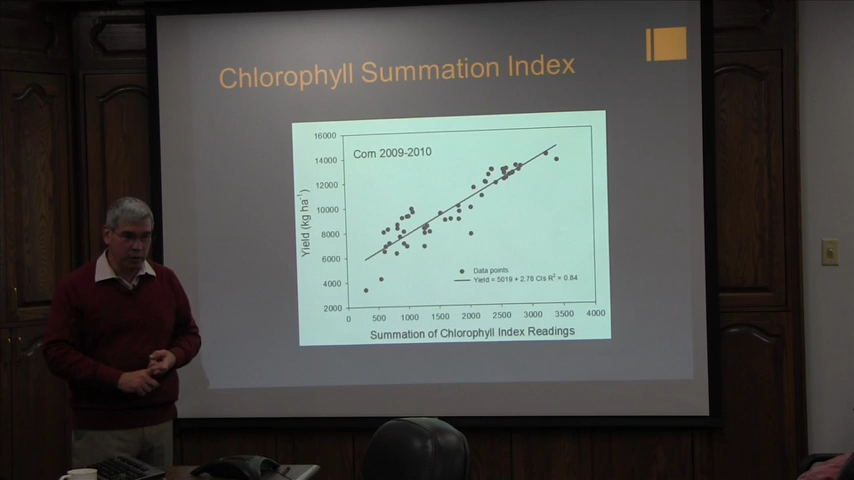 Chlorophyll Summation Index
16000
14000
12000
10000
8000
6000
4000
2000
Yield (kg ha-1)
Corn 2009-2010
Data points
Yield = 5019 + 2.78 CIs R2 = 0.84
0 500 1000 1500 2000 2500 3000 3500 4000
Summation of Chlorophyll Index Readings